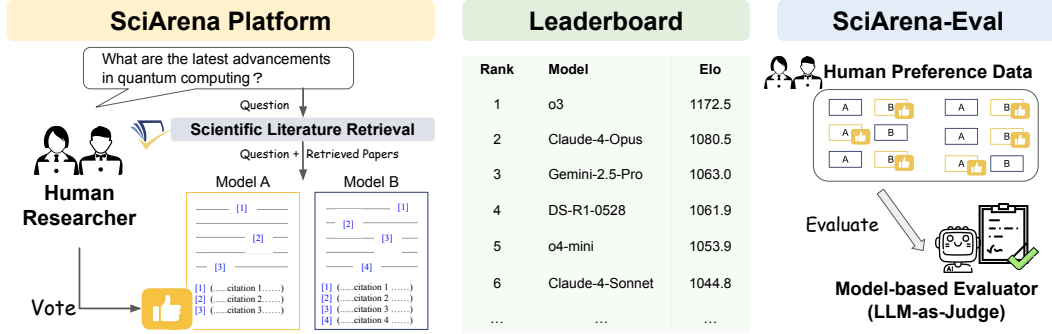 SciArena Platform
What are the latest advancements
in quantum computing ?
Question
Scientific Literature Retrieval
Question + Retrieved Papers
Human
Researcher
Vote
Model A
[1]
[2]
[3]
[1] (......citation 1……)
[2] (......citation 2……)
[3] (......citation 3……)
Model B
[1]
[2]
[3]
[4]
[1] (......citation 1 ……)
[2] (......citation 2 ……)
[3] (......citation 3 ……)
[4] (......citation 4 ……)
Leaderboard
Rank Model Elo
1 o3 1172.5
2 Claude-4-Opus 1080.5
3 Gemini-2.5-Pro 1063.0
4 DS-R1-0528 1061.9
5 o4-mini 1053.9
6 Claude-4-Sonnet 1044.8
… … …
SciArena-Eval
Human Preference Data
A B A B
A B A B
A B A B
Evaluate
AI
Model-based Evaluator
(LLM-as-Judge)